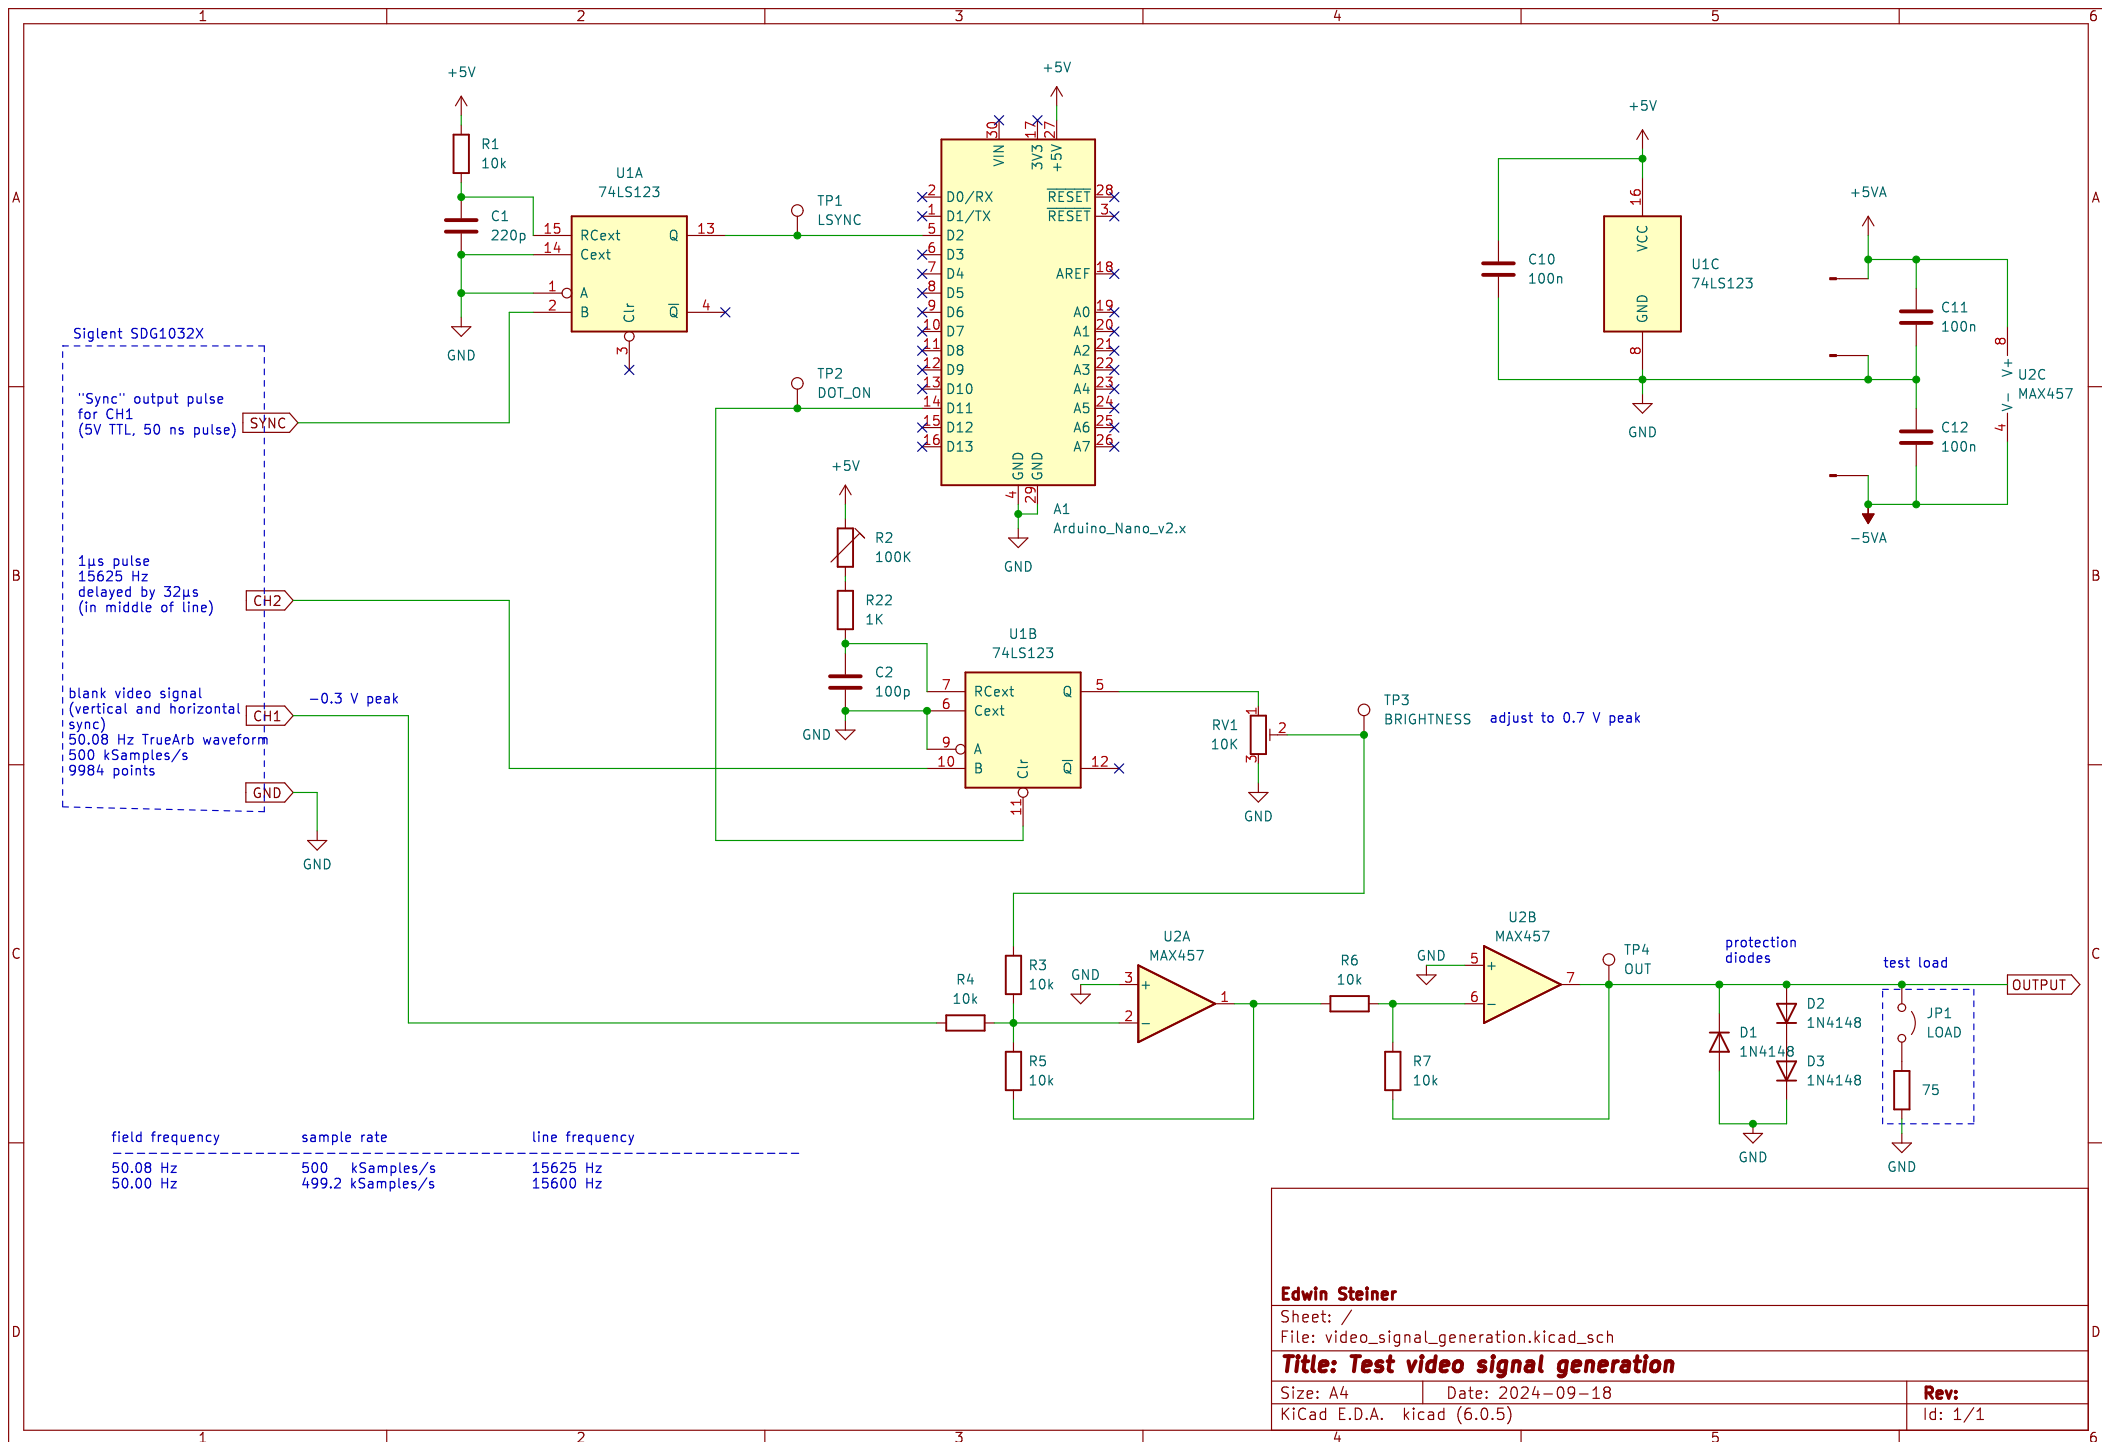 1 2 3 4 5 6
A
B
C
D
A
B
C
D
1 2 3 4 5 6
+5V
R1
10k
C1
220p
GND
U1A
74LS123
15 RCext
14 Cext
1 A
2 B
Clr
3
Q 13
Q 4
TP1
LSYNC
TP2
DOT_ON
+5V
30
VIN
17
3V3
27
+5V
2 D0/RX
1 D1/TX
5 D2
6 D3
7 D4
8 D5
9 D6
10 D7
11 D8
12 D9
13 D10
14 D11
15 D12
16 D13
RESET 28
RESET 3
AREF 18
A0 19
A1 20
A2 21
A3 22
A4 23
A5 24
A6 25
A7 26
GND
4
GND
29
A1
Arduino_Nano_v2.x
GND
+5V
16
VCC
U1C
74LS123
GND
8
GND
C10
100n
+5VA
C11
100n
C12
100n
8
V+
U2C
MAX457
V-
4
-5VA
Siglent SDG1032X
"Sync" output pulse
for CH1
(5V TTL, 50 ns pulse)
SYNC
1µs pulse
15625 Hz
delayed by 32µs
(in middle of line)
CH2
blank video signal
(vertical and horizontal
sync)
50.08 Hz TrueArb waveform
500 kSamples/s
9984 points
CH1
-0.3 V peak
GND
GND
+5V
R2
100K
R22
1K
C2
100p
GND
U1B
74LS123
7 RCext
6 Cext
9 A
10 B
Clr
11
Q 5
Q 12
RV1
10K
1
2
3
GND
TP3
BRIGHTNESS
adjust to 0.7 V peak
R4
10k
R3
10k
R5
10k
GND
U2A
MAX457
3 +
2 -
1
R6
10k
R7
10k
GND
U2B
MAX457
5 +
6 -
7
TP4
OUT
protection
diodes
D1
1N4148
D2
1N4148
D3
1N4148
GND
test load
JP1
LOAD
75
GND
OUTPUT
field frequency sample rate line frequency
50.08 Hz 500 kSamples/s 15625 Hz
50.00 Hz 499.2 kSamples/s 15600 Hz
Edwin Steiner
Sheet: /
File: video_signal_generation.kicad_sch
Title: Test video signal generation
Size: A4 Date: 2024-09-18 Rev:
KiCad E.D.A. kicad (6.0.5) Id: 1/1